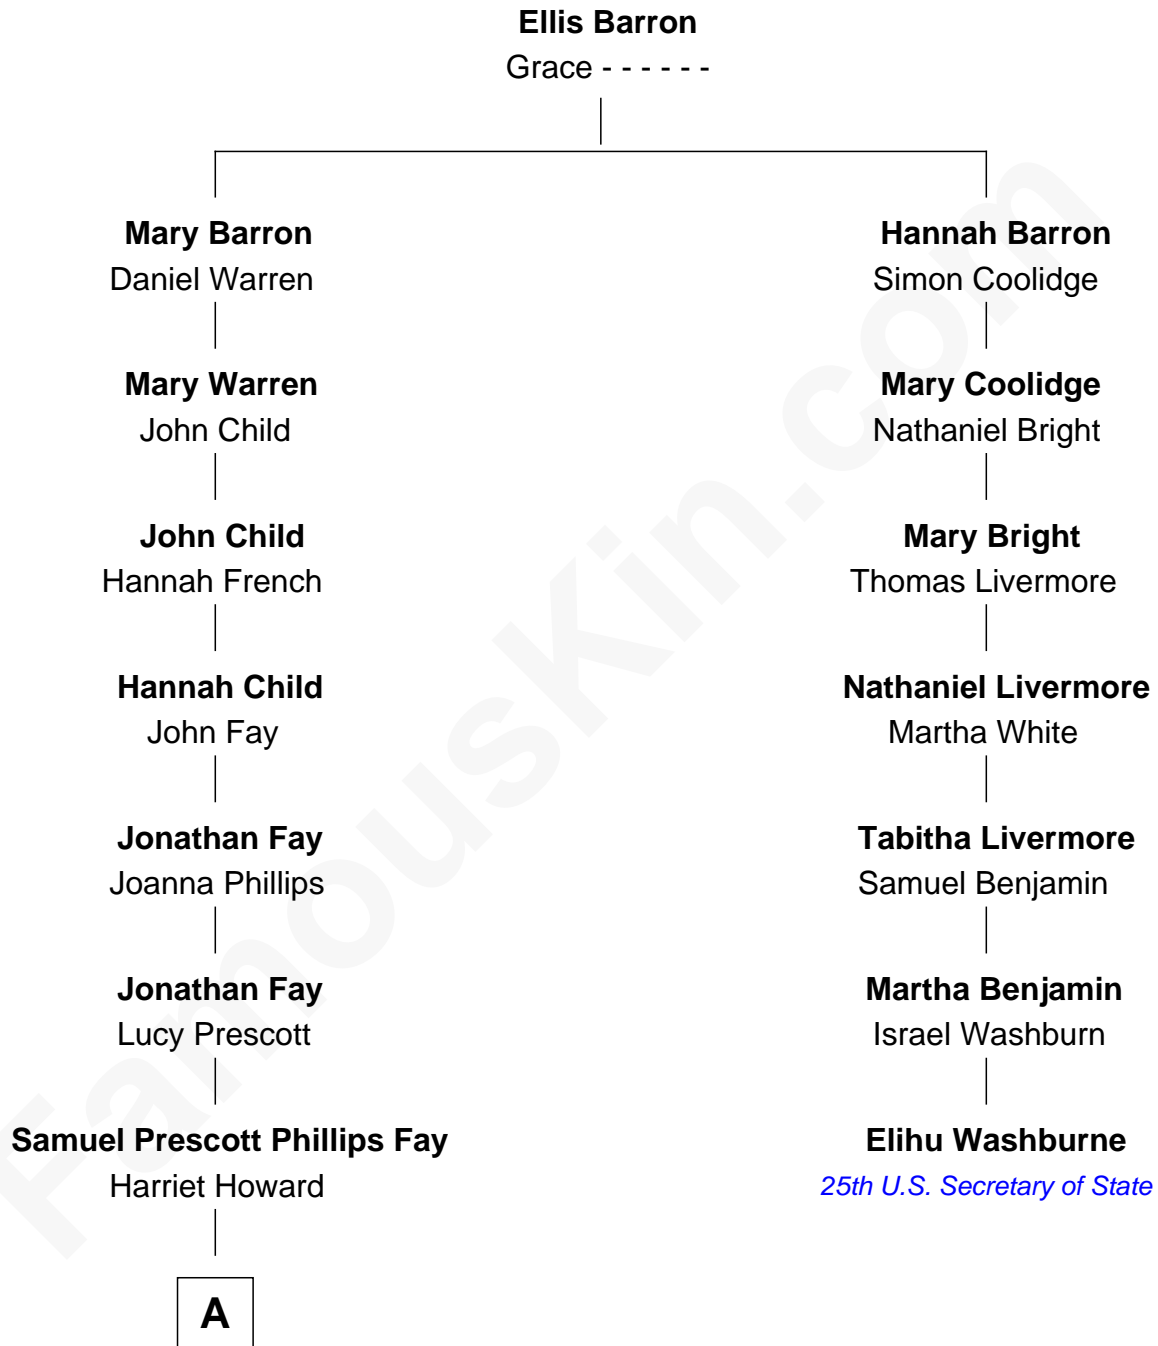 Ellis Barron
Grace - - - - - -
Mary Barron
Daniel Warren
Hannah Barron
Simon Coolidge
Mary Warren
John Child
Mary Coolidge
Nathaniel Bright
John Child
Hannah French
Mary Bright
Thomas Livermore
Hannah Child
John Fay
Nathaniel Livermore
Martha White
Jonathan Fay
Joanna Phillips
Tabitha Livermore
Samuel Benjamin
Jonathan Fay
Lucy Prescott
Martha Benjamin
Israel Washburn
Samuel Prescott Phillips Fay
Harriet Howard
Elihu Washburne
25th U.S. Secretary of State
A
FamousKin.com